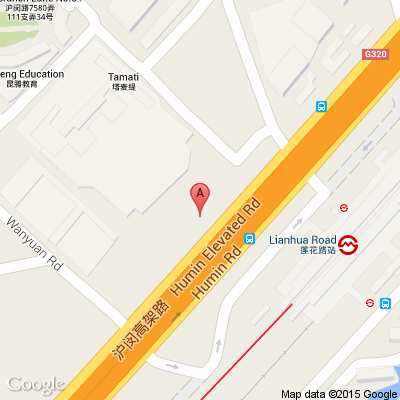 沪闵路7580弄
111支弄34号
eng Education
昆腾教育
Tamati
塔麦缇
G320
A
Wanyuan Rd
Humin Elevated Rd
沪闵高架路
Humin Rd
Lianhua Road
莲花路站
Google
Map data ©2015 Google